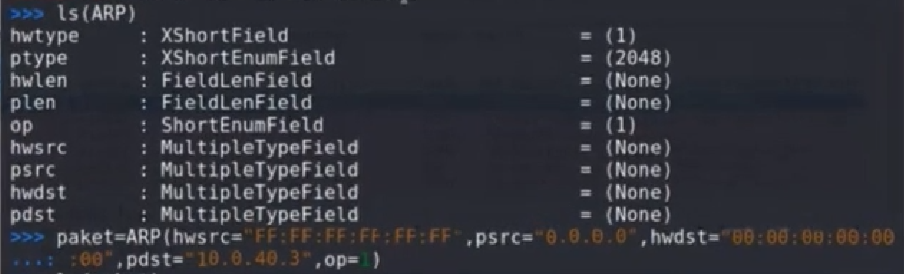 >>> ls(ARP)
hwtype : XShortField = (1)
ptype : XShortEnumField = (2048)
hwlen : FieldLenField = (None)
plen : FieldLenField = (None)
op : ShortEnumField = (1)
hwsrc : MultipleTypeField = (None)
psrc : MultipleTypeField = (None)
hwdst : MultipleTypeField = (None)
pdst : MultipleTypeField = (None)
>>> paket=ARP(hwsrc="FF:FF:FF:FF:FF:FF",psrc="0.0.0.0",hwdst="00:00:00:00:00
...: :00",pdst="10.0.40.3",op=1)